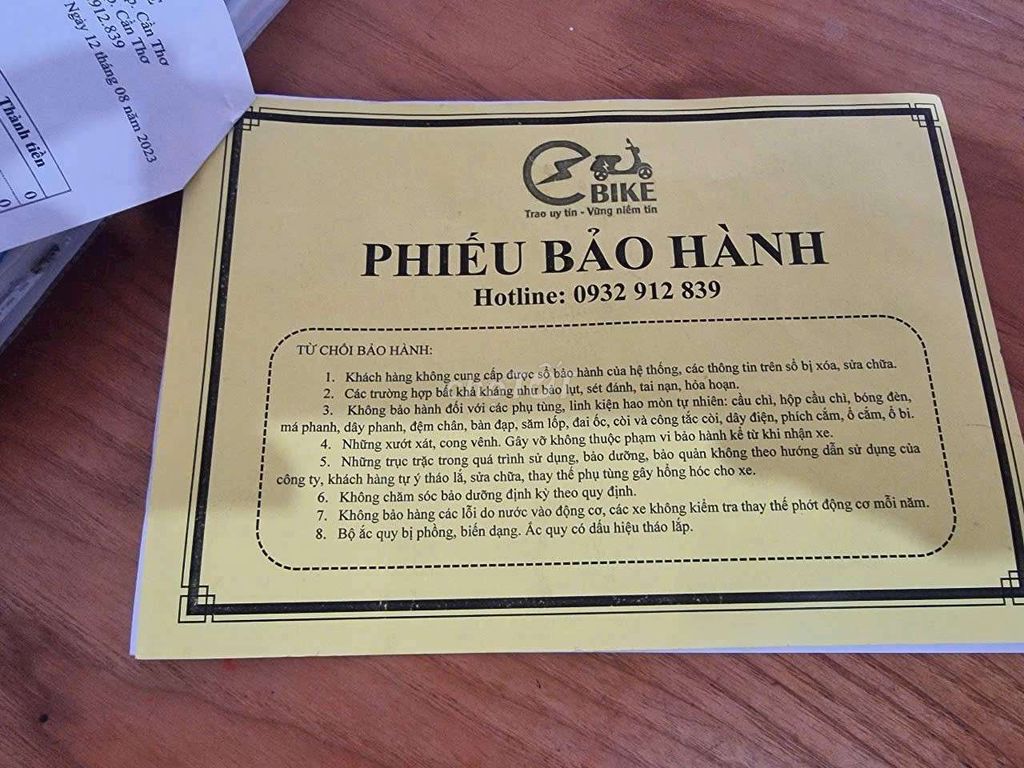 p. Cần Thơ
912.839
p. Cần Thơ
Ngày 12 tháng 08 năm 2023
Thành tiền
0
0
BIKE
Trao uy tín - Vững niềm tin
PHIẾU BẢO HÀNH
Hotline: 0932 912 839
TỪ CHỐI BẢO HÀNH:
1. Khách hàng không cung cấp được sổ bảo hành của hệ thống, các thông tin trên sổ bị xóa, sửa chữa.
2. Các trường hợp bất khả kháng như bảo lụt, sét đánh, tai nạn, hỏa hoạn.
3. Không bảo hành đối với các phụ tùng, linh kiện hao mòn tự nhiên: cầu chì, hộp cầu chì, bóng đèn,
má phanh, dây phanh, đệm chân, bàn đạp, săm lốp, đai ốc, còi và công tắc còi, dây điện, phích cắm, ổ cắm, ổ bi.
4. Những xướt xát, cong vênh. Gây vỡ không thuộc phạm vi bảo hành kể từ khi nhận xe.
5. Những trục trặc trong quá trình sử dụng, bảo dưỡng, bảo quản không theo hướng dẫn sử dụng của
công ty, khách hàng tự ý tháo lắ, sửa chữa, thay thế phụ tùng gây hồng hóc cho xe.
6. Không chăm sóc bảo dưỡng định kỳ theo quy định.
7. Không bảo hàng các lỗi do nước vào động cơ, các xe không kiểm tra thay thế phớt động cơ mỗi năm.
8. Bộ ắc quy bị phồng, biến dạng. Ắc quy có dấu hiệu tháo lắp.